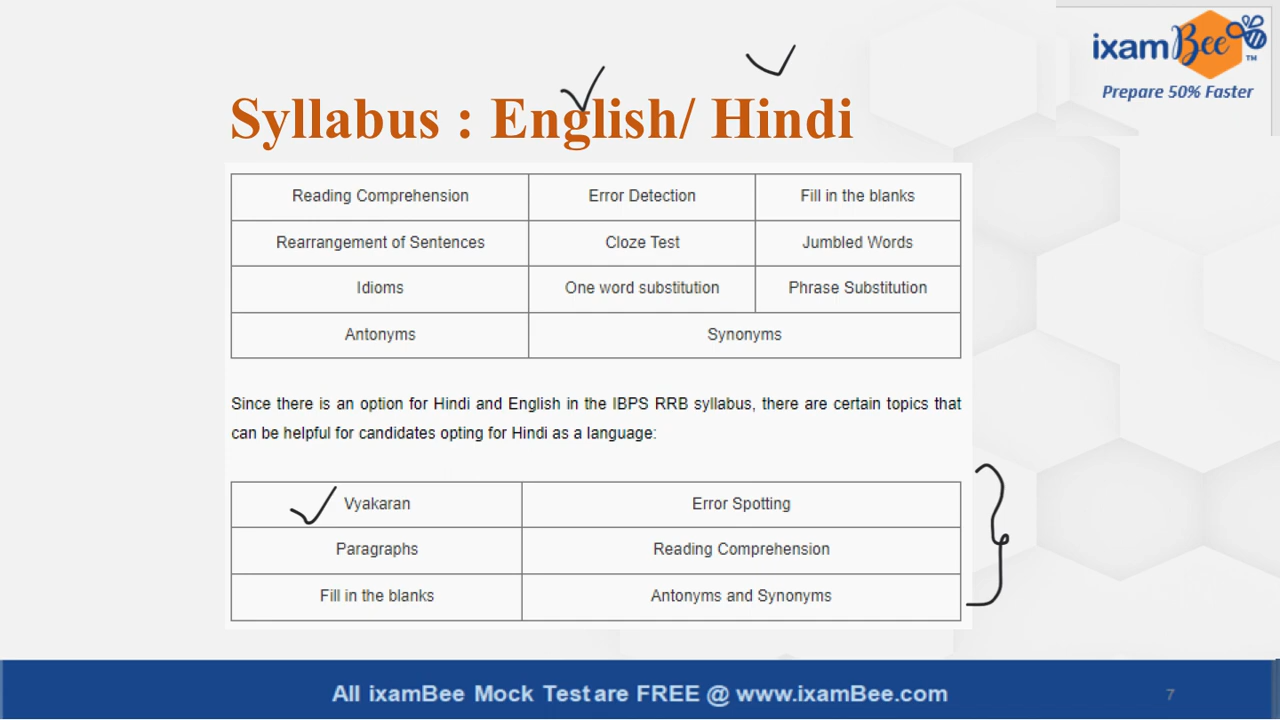 ixamBee
TM
Prepare 50% Faster
Syllabus : English/ Hindi
Reading Comprehension Error Detection Fill in the blanks
Rearrangement of Sentences Cloze Test Jumbled Words
Idioms One word substitution Phrase Substitution
Antonyms Synonyms
Since there is an option for Hindi and English in the IBPS RRB syllabus, there are certain topics that
can be helpful for candidates opting for Hindi as a language:
Vyakaran Error Spotting
Paragraphs Reading Comprehension
Fill in the blanks Antonyms and Synonyms
All ixamBee Mock Test are FREE @ www.ixamBee.com
7